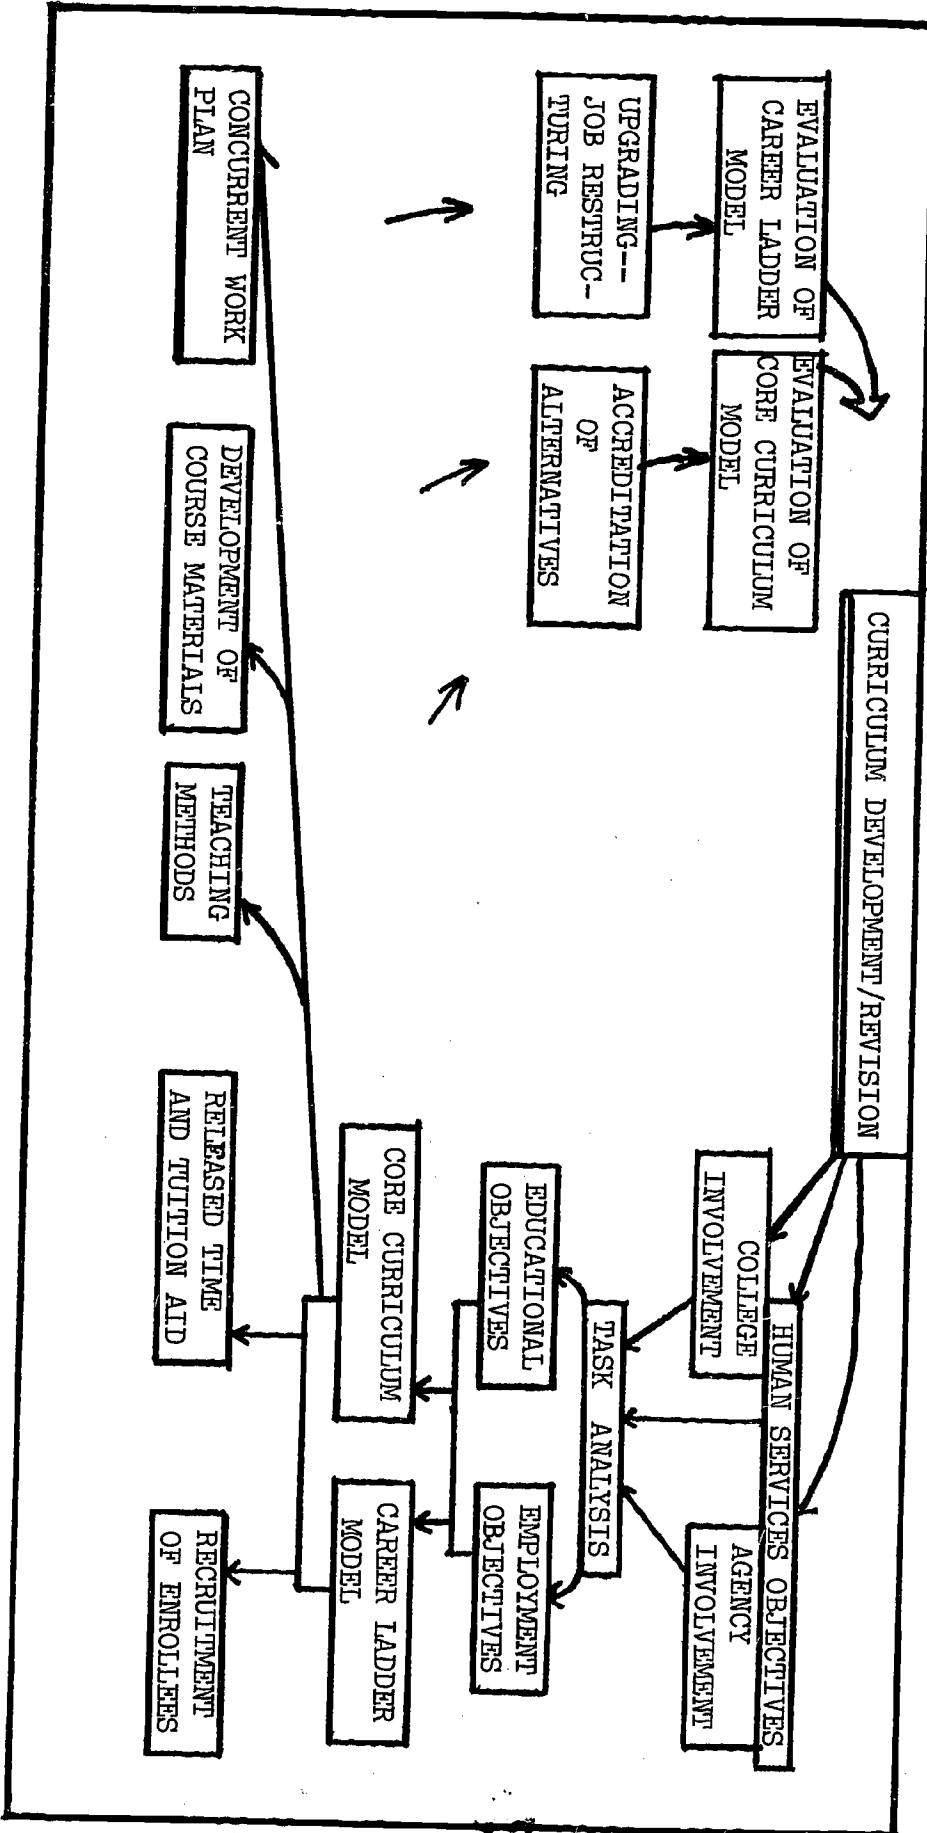 CURRICULUM DEVELOPMENT/REVISION
EVALUATION OF
CAREER LADDER
MODEL
EVALUATION OF
CORE CURRICULUM
MODEL
UPGRADING--
JOB RESTRUC-
TURING
ACCREDITATION
OF
ALTERNATIVES
HUMAN SERVICES OBJECTIVES
COLLEGE
INVOLVEMENT
AGENCY
INVOLVEMENT
TASK ANALYSIS
EDUCATIONAL
OBJECTIVES
EMPLOYMENT
OBJECTIVES
CORE CURRICULUM
MODEL
CAREER LADDER
MODEL
CONCURRENT WORK
PLAN
DEVELOPMENT OF
COURSE MATERIALS
TEACHING
METHODS
RELEASED TIME
AND TUITION AID
RECRUITMENT
OF ENROLLEES